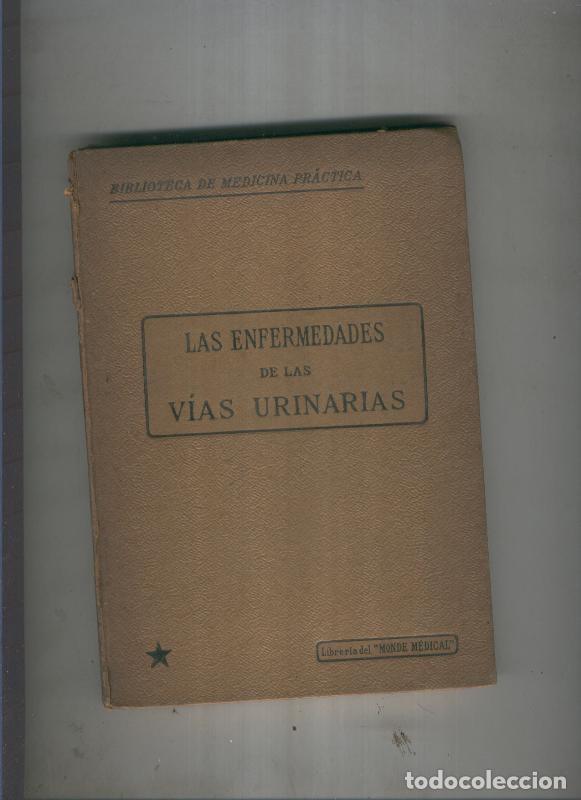 BIBLIOTECA DE MEDICINA PRÁCTICA
LAS ENFERMEDADES
DE LAS
VÍAS URINARIAS
Librería del "MONDE MÉDICAL"
todocoleccion